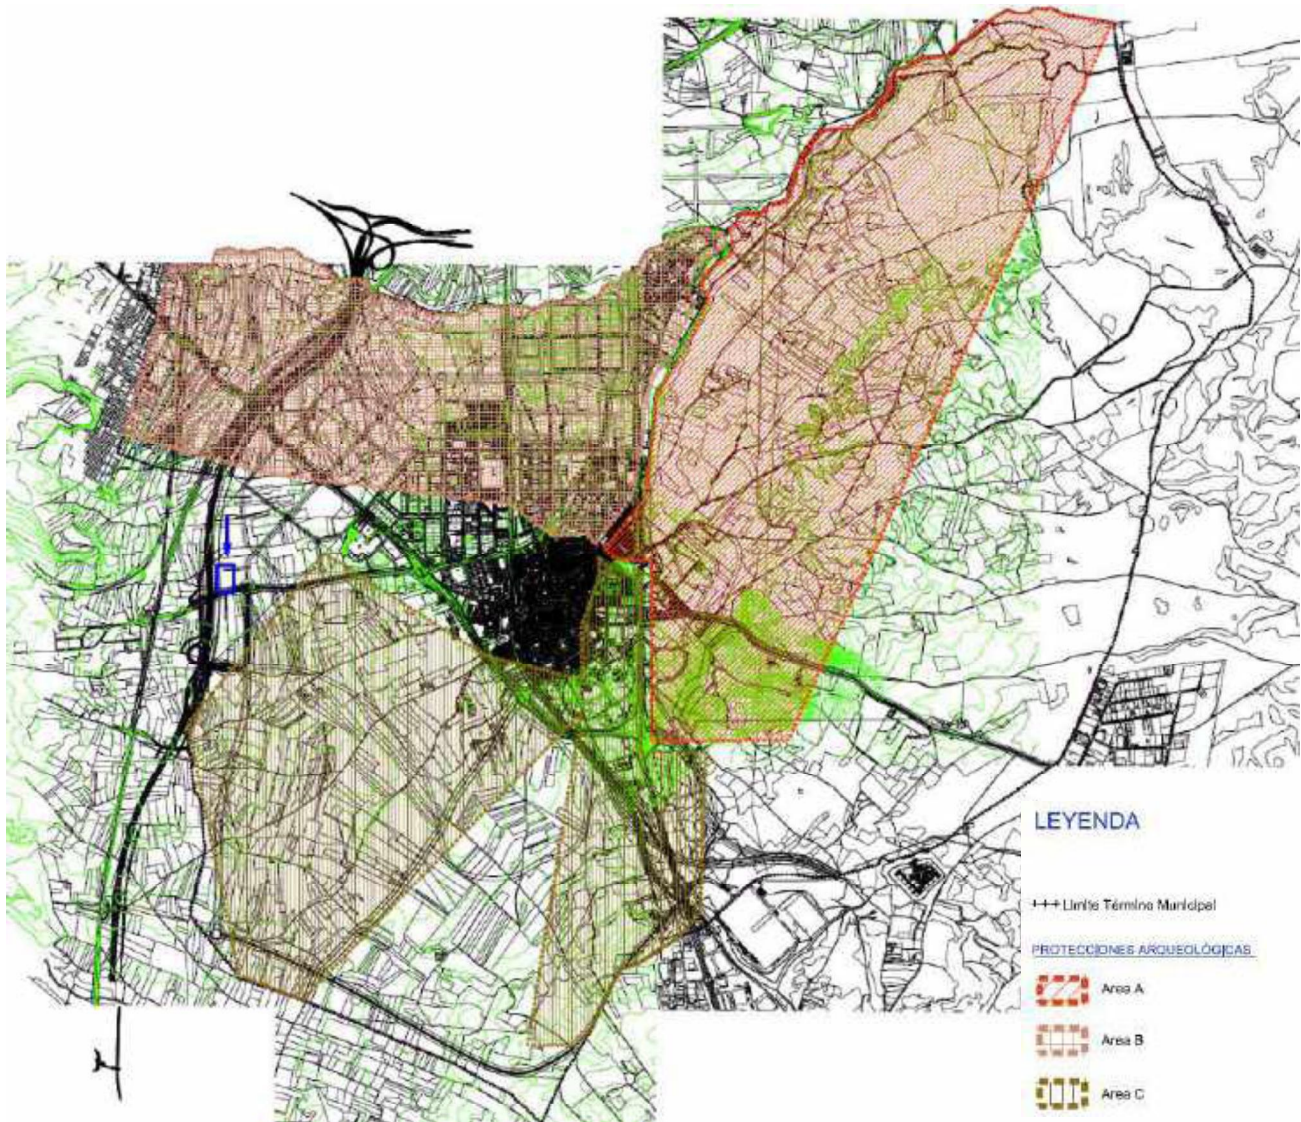 LEYENDA
Limite Término Municipal
PROTECCIONES ARQUEOLÓGICAS
Area A
Area B
Area C